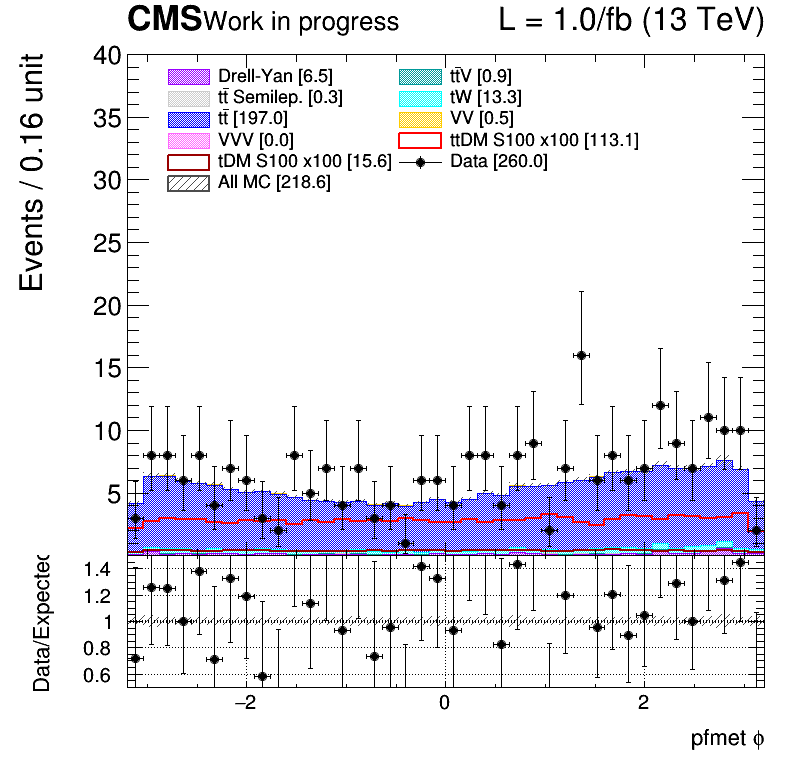 CMS Work in progress L = 1.0/fb (13 TeV)
Events / 0.16 unit
40
35
30
25
20
15
10
5
Drell-Yan [6.5] tt̄V [0.9]
tt̄ Semilep. [0.3] tW [13.3]
tt̄ [197.0] VV [0.5]
VVV [0.0] ttDM S100 x100 [113.1]
tDM S100 x100 [15.6] Data [260.0]
All MC [218.6]
Data/Expected
1.4
1.2
1
0.8
0.6
−2 0 2
pfmet ϕ